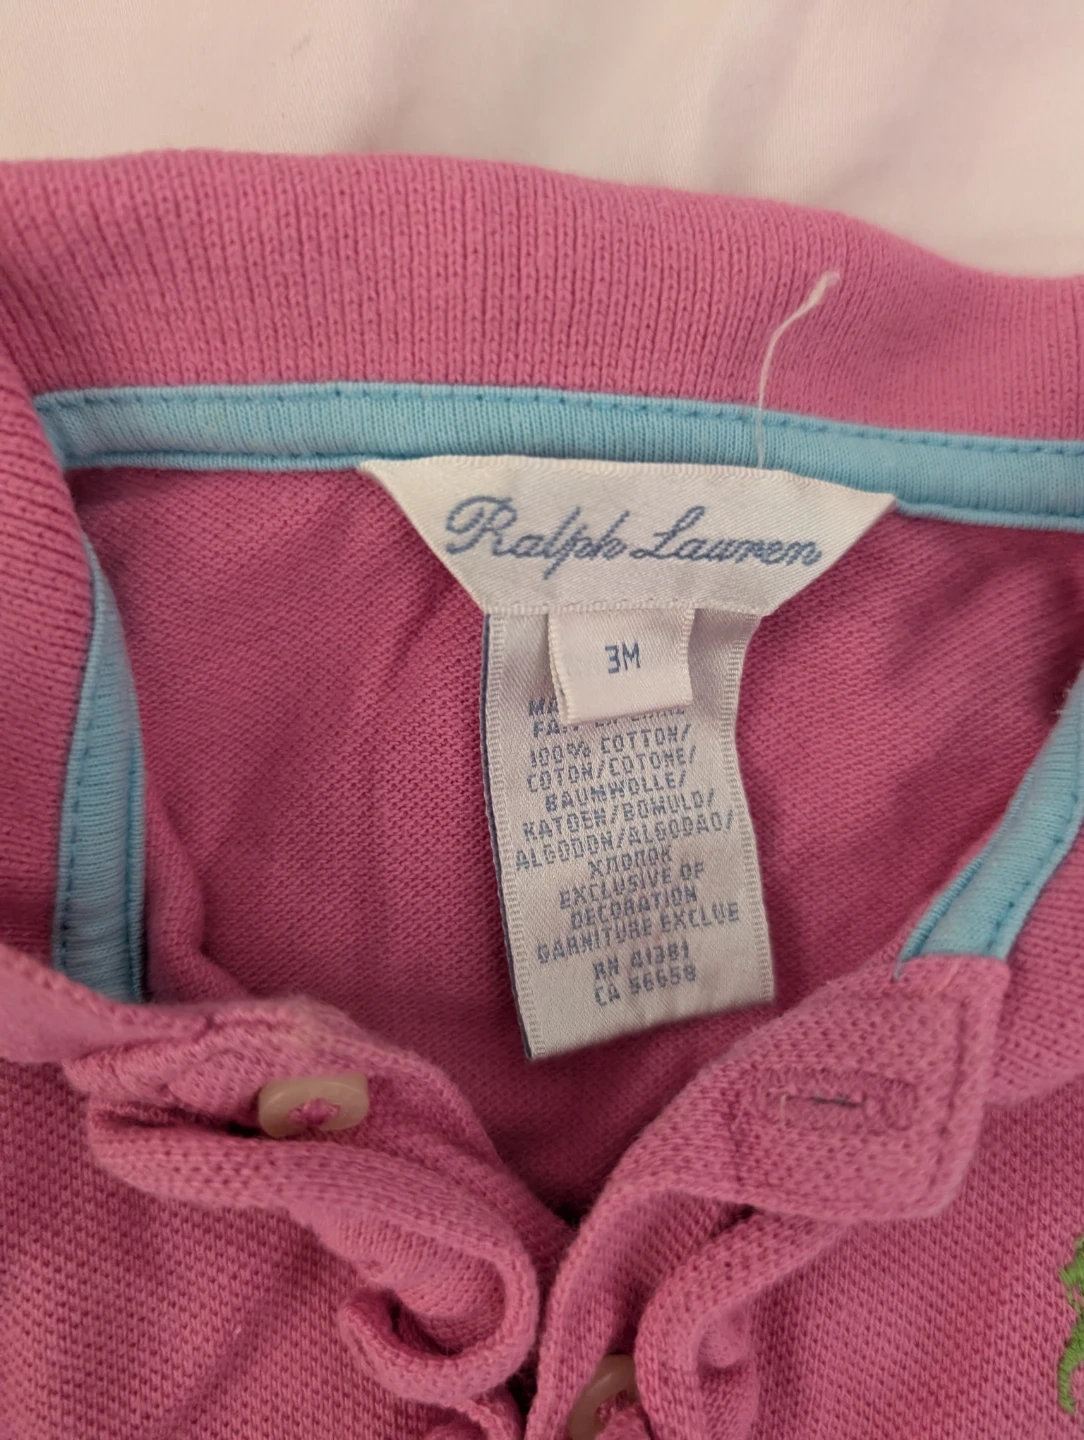 Ralph Lauren
3M
100% COTTON/
COTON/COTONE/
BAUMWOLLE/
KATOEN/BOMULD/
ALGODON/ALGODAO/
ХЛОПОК
EXCLUSIVE OF
DECORATION
GARNITURE EXCLUE
RN 41381
CA 56658